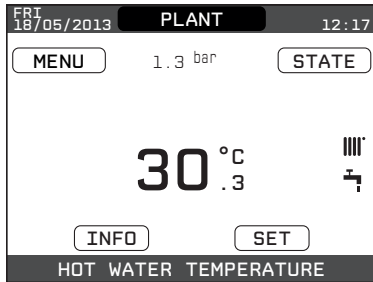 FRI
18/05/2013 PLANT 12:17
MENU 1.3 bar STATE
30.3 °C
INFO SET
HOT WATER TEMPERATURE